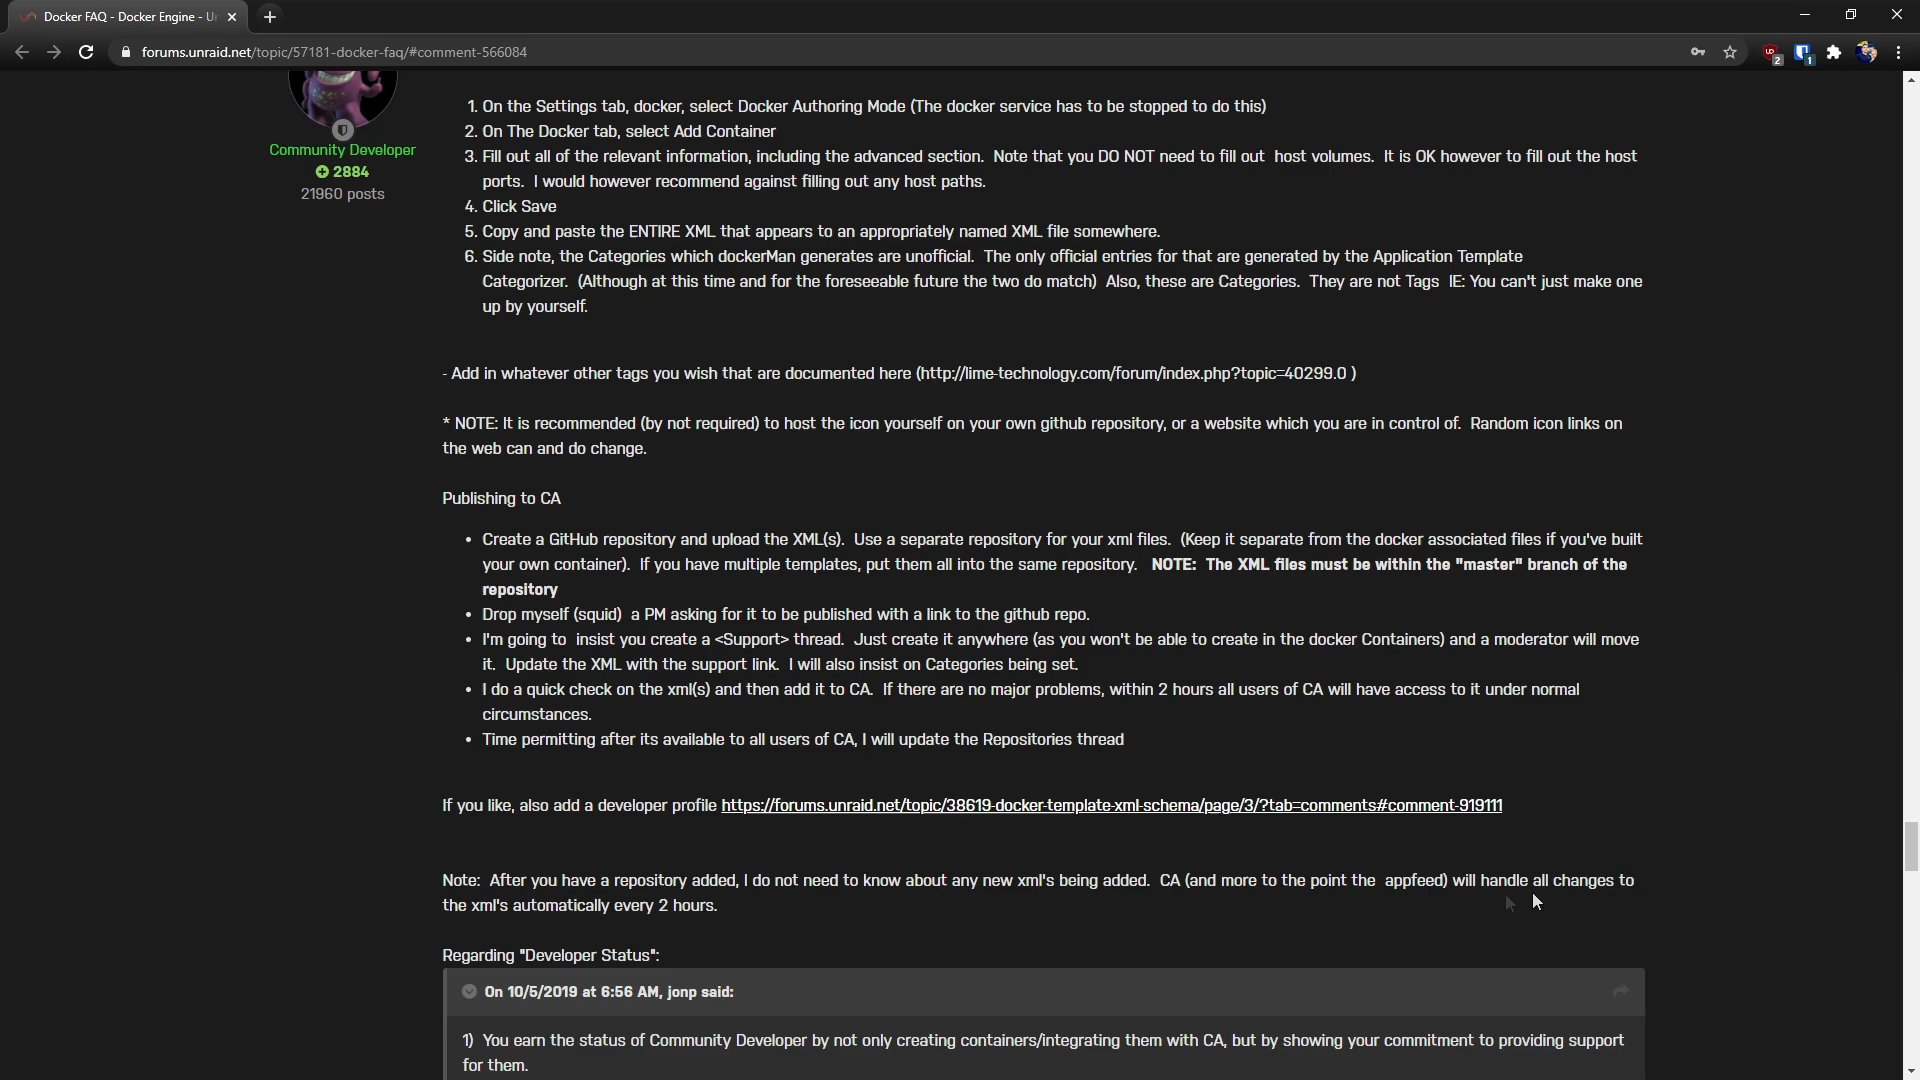 Docker FAQ - Docker Engine - Un
forums.unraid.net/topic/57181-docker-faq/#comment-566084
UD
2
1
Community Developer
2884
21960 posts
1. On the Settings tab, docker, select Docker Authoring Mode (The docker service has to be stopped to do this)
2. On The Docker tab, select Add Container
3. Fill out all of the relevant information, including the advanced section.  Note that you DO NOT need to fill out  host volumes.  It is OK however to fill out the host
ports.  I would however recommend against filling out any host paths.
4. Click Save
5. Copy and paste the ENTIRE XML that appears to an appropriately named XML file somewhere.
6. Side note, the Categories which dockerMan generates are unofficial.  The only official entries for that are generated by the Application Template
Categorizer.  (Although at this time and for the foreseeable future the two do match)  Also, these are Categories.  They are not Tags  IE: You can't just make one
up by yourself.
- Add in whatever other tags you wish that are documented here (http://lime-technology.com/forum/index.php?topic=40299.0 )
* NOTE: It is recommended (by not required) to host the icon yourself on your own github repository, or a website which you are in control of.  Random icon links on
the web can and do change.
Publishing to CA
• Create a GitHub repository and upload the XML(s).  Use a separate repository for your xml files.  (Keep it separate from the docker associated files if you've built
your own container).  If you have multiple templates, put them all into the same repository.  NOTE:  The XML files must be within the "master" branch of the
repository
• Drop myself (squid)  a PM asking for it to be published with a link to the github repo.
• I'm going to  insist you create a <Support> thread.  Just create it anywhere (as you won't be able to create in the docker Containers) and a moderator will move
it.  Update the XML with the support link.  I will also insist on Categories being set.
• I do a quick check on the xml(s) and then add it to CA.  If there are no major problems, within 2 hours all users of CA will have access to it under normal
circumstances.
• Time permitting after its available to all users of CA, I will update the Repositories thread
If you like, also add a developer profile https://forums.unraid.net/topic/38619-docker-template-xml-schema/page/3/?tab=comments#comment-919111
Note:  After you have a repository added, I do not need to know about any new xml's being added.  CA (and more to the point the  appfeed) will handle all changes to
the xml's automatically every 2 hours.
Regarding "Developer Status":
On 10/5/2019 at 6:56 AM, jonp said:
1)  You earn the status of Community Developer by not only creating containers/integrating them with CA, but by showing your commitment to providing support
for them.